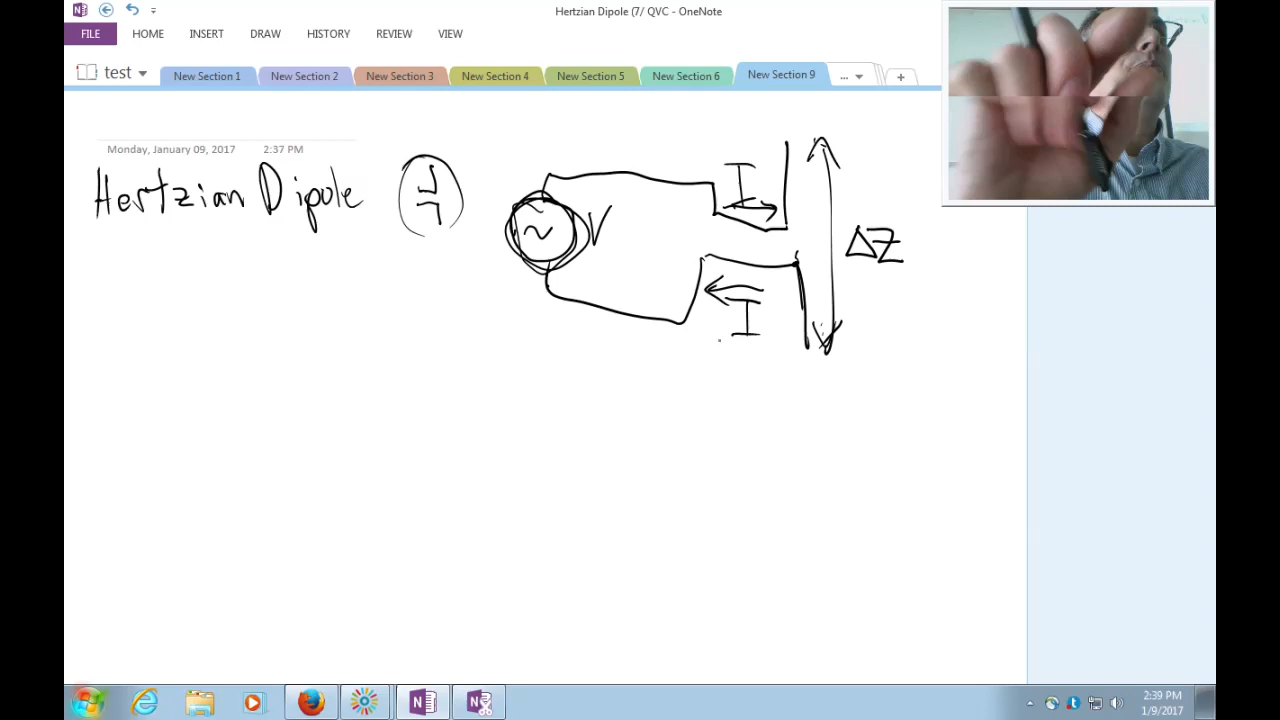 Hertzian Dipole (7/ QVC - OneNote
FILE HOME INSERT DRAW HISTORY REVIEW VIEW
test New Section 1 New Section 2 New Section 3 New Section 4 New Section 5 New Section 6 New Section 9 ... +
Monday, January 09, 2017 2:37 PM
Hertzian Dipole
~ V
I
ΔZ
I
2:39 PM
1/9/2017